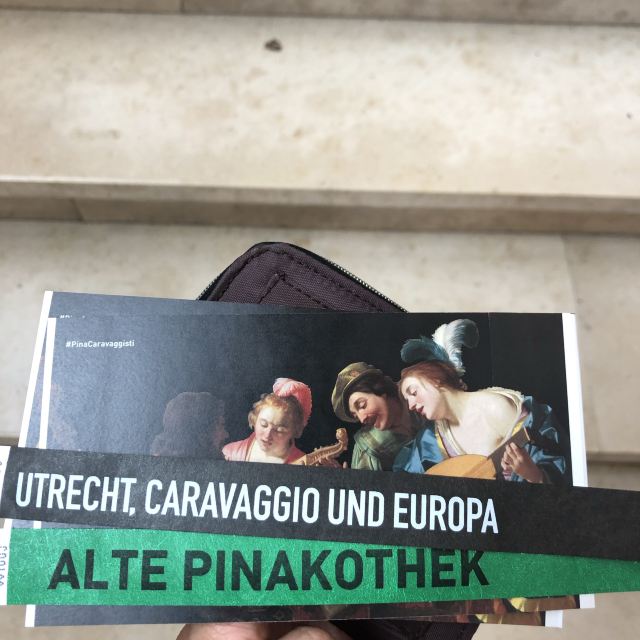 #PinaCaravaggisti
UTRECHT, CARAVAGGIO UND EUROPA
ALTE PINAKOTHEK